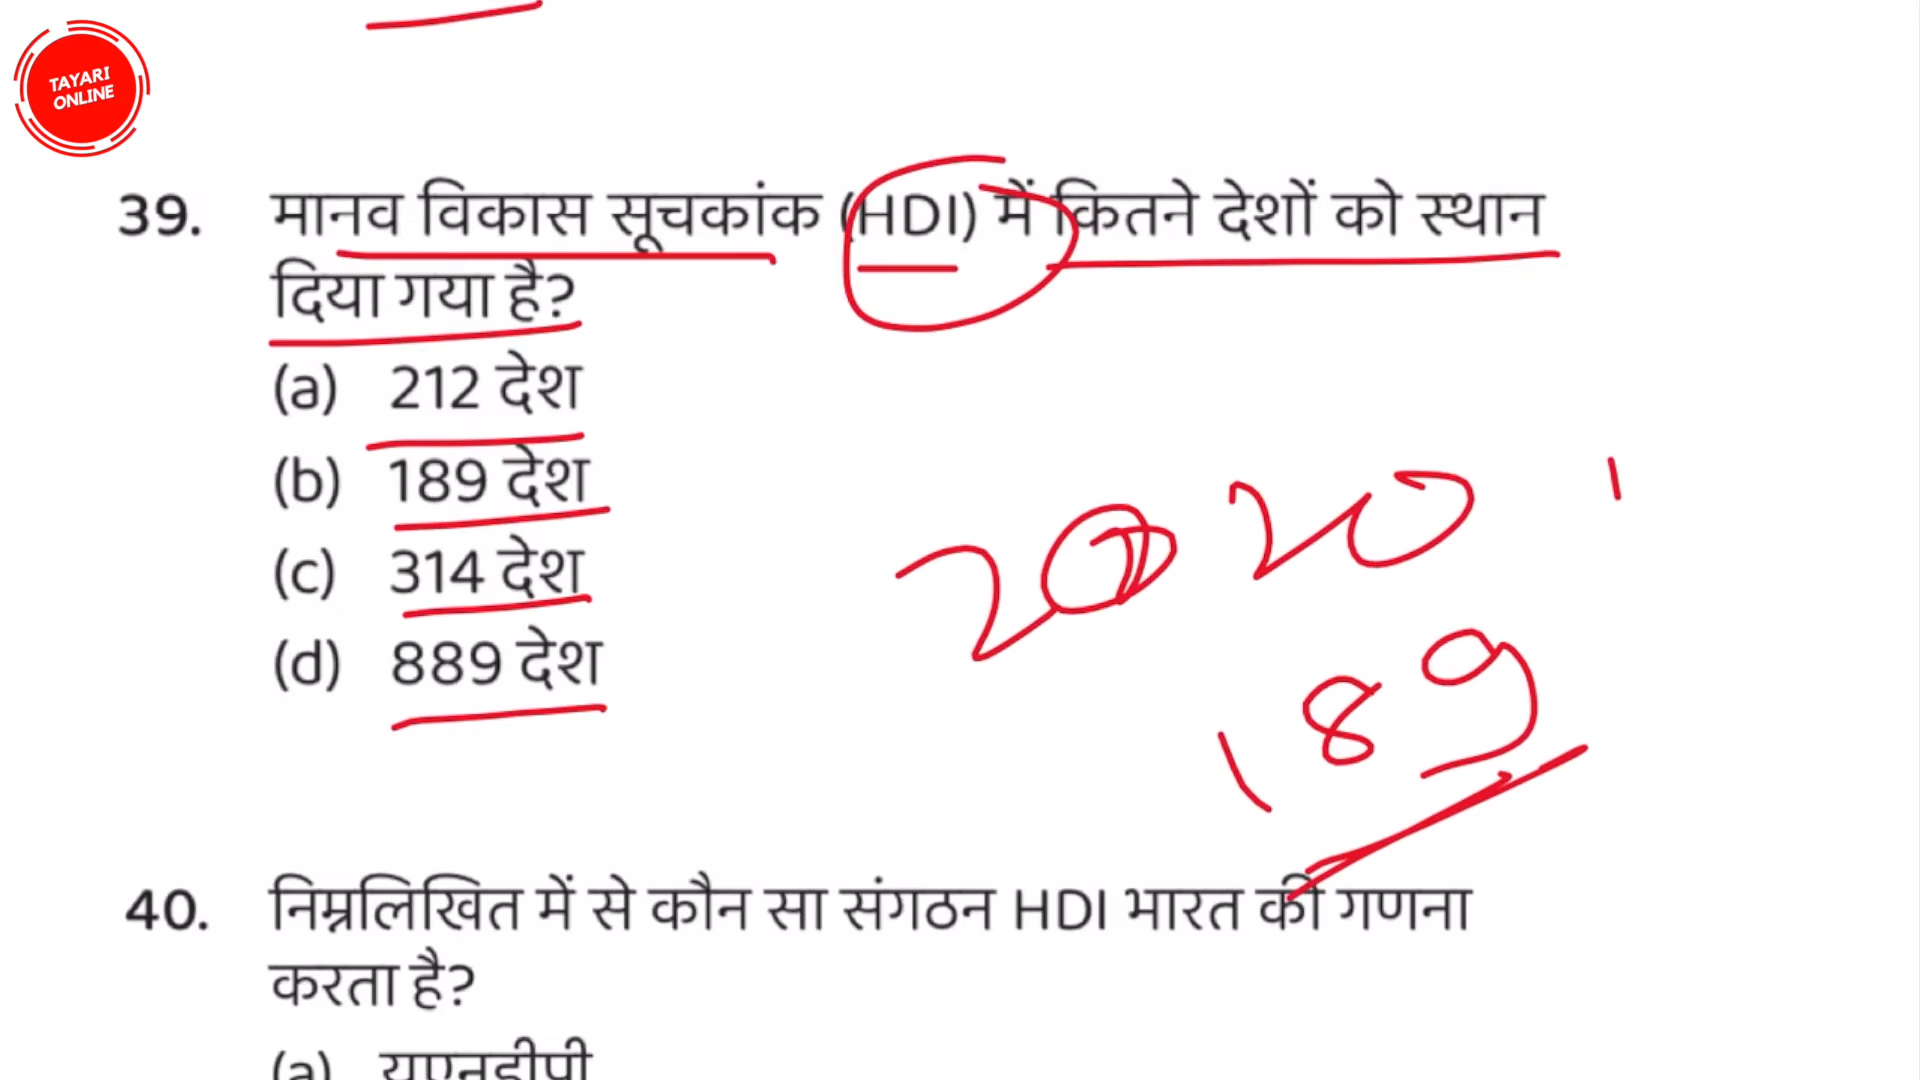 TAYARI
ONLINE
39. मानव विकास सूचकांक (HDI) में कितने देशों को स्थान
दिया गया है?
(a) 212 देश
(b) 189 देश
(c) 314 देश
(d) 889 देश
2020
189
40. निम्नलिखित में से कौन सा संगठन HDI भारत की गणना
करता है?
(a) यूएनडीपी